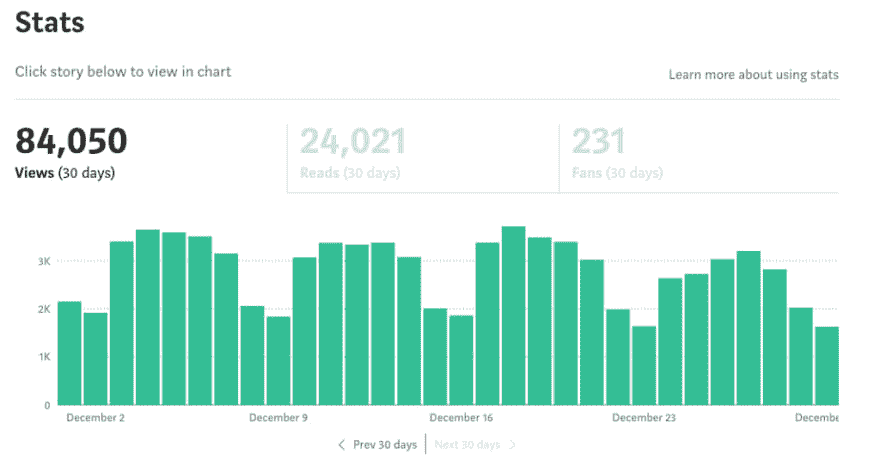 Stats
Click story below to view in chart
Learn more about using stats
84,050
Views (30 days)
24,021
Reads (30 days)
231
Fans (30 days)
3K
2K
1K
0
December 2 December 9 December 16 December 23 Decembe
Prev 30 days Next 30 days